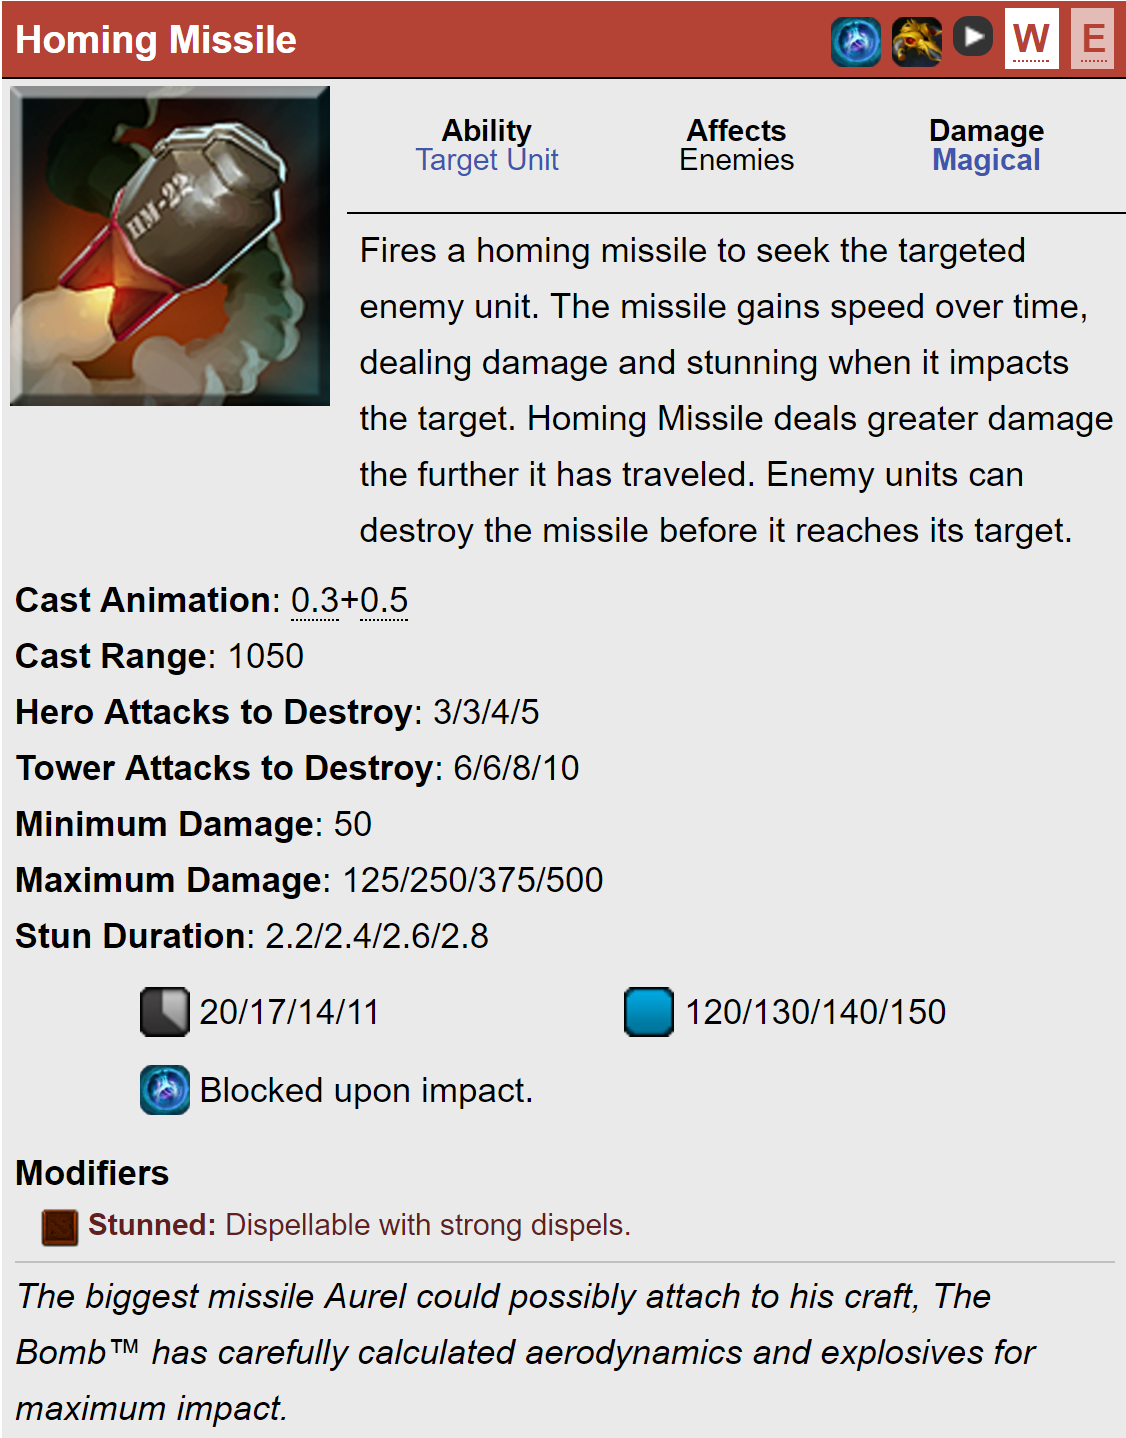 Homing Missile
W
E
HM-22
Ability
Target Unit
Affects
Enemies
Damage
Magical
Fires a homing missile to seek the targeted
enemy unit. The missile gains speed over time,
dealing damage and stunning when it impacts
the target. Homing Missile deals greater damage
the further it has traveled. Enemy units can
destroy the missile before it reaches its target.
Cast Animation: 0.3+0.5
Cast Range: 1050
Hero Attacks to Destroy: 3/3/4/5
Tower Attacks to Destroy: 6/6/8/10
Minimum Damage: 50
Maximum Damage: 125/250/375/500
Stun Duration: 2.2/2.4/2.6/2.8
20/17/14/11
120/130/140/150
Blocked upon impact.
Modifiers
Stunned: Dispellable with strong dispels.
The biggest missile Aurel could possibly attach to his craft, The
Bomb™ has carefully calculated aerodynamics and explosives for
maximum impact.